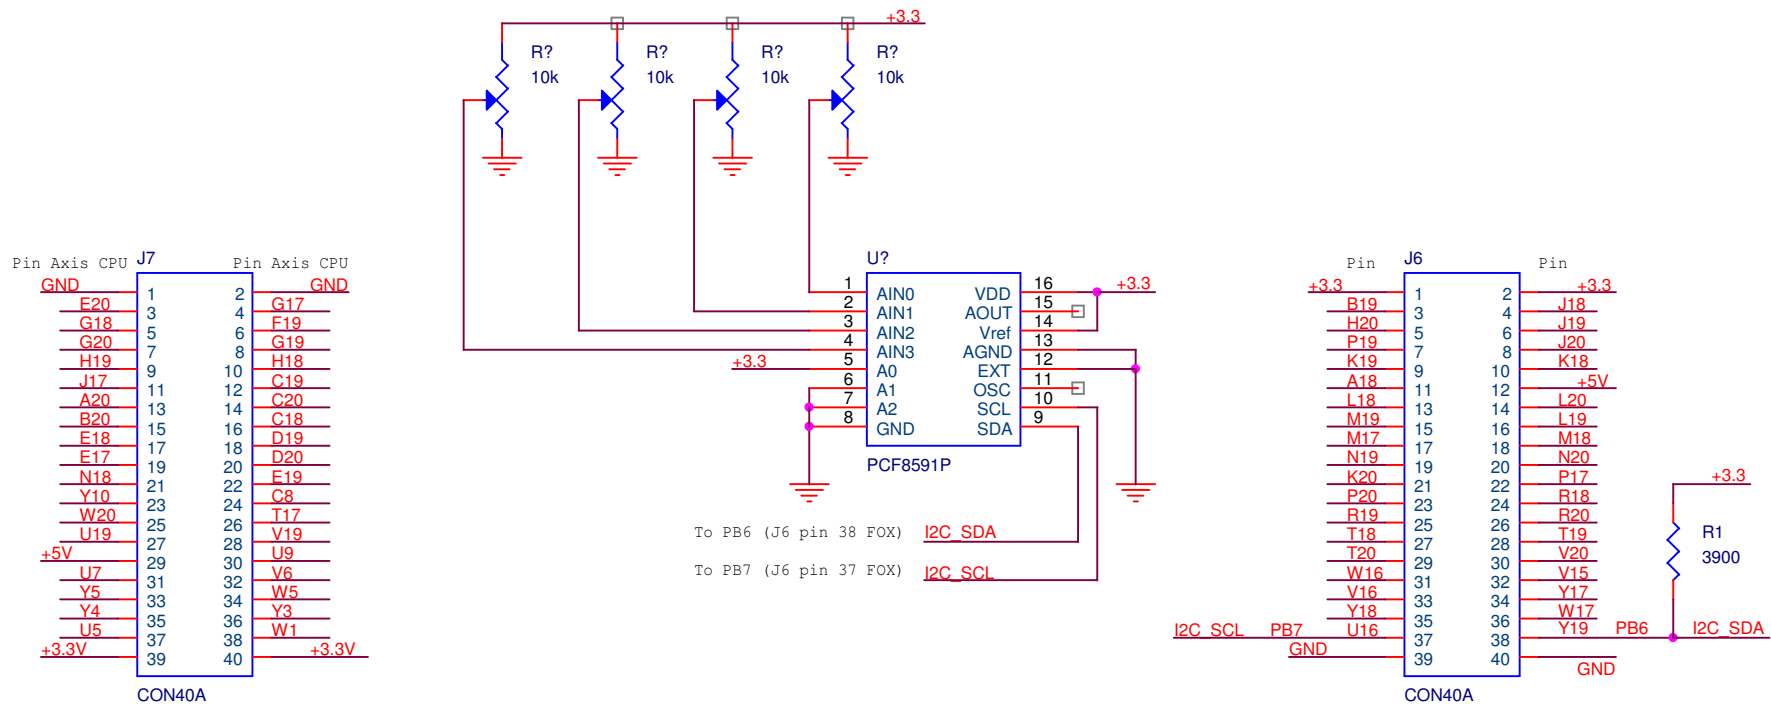 +3.3
R? R? R? R?
10k 10k 10k 10k
J7
Pin Axis CPU Pin Axis CPU
GND 1 2 GND
E20 3 4 G17
G18 5 6 F19
G20 7 8 G19
H19 9 10 H18
J17 11 12 C19
A20 13 14 C20
B20 15 16 C18
E18 17 18 D19
E17 19 20 D20
N18 21 22 E19
Y10 23 24 C8
W20 25 26 T17
U19 27 28 V19
+5V 29 30 U9
U7 31 32 V6
Y5 33 34 W5
Y4 35 36 Y3
U5 37 38 W1
+3.3V 39 40 +3.3V
CON40A
U?
1 AIN0 VDD 16 +3.3
2 AIN1 AOUT 15
3 AIN2 Vref 14
4 AIN3 AGND 13
+3.3 5 A0 EXT 12
6 A1 OSC 11
7 A2 SCL 10
8 GND SDA 9
PCF8591P
To PB6 (J6 pin 38 FOX) I2C_SDA
To PB7 (J6 pin 37 FOX) I2C_SCL
J6
Pin Pin
+3.3 1 2 +3.3
B19 3 4 J18
H20 5 6 J19
P19 7 8 J20
K19 9 10 K18
A18 11 12 +5V
L18 13 14 L20
M19 15 16 L19
M17 17 18 M18
N19 19 20 N20
K20 21 22 P17
P20 23 24 R18
R19 25 26 R20
T18 27 28 T19
T20 29 30 V20
W16 31 32 V15
V16 33 34 Y17
Y18 35 36 W17
I2C_SCL PB7 U16 37 38 Y19 PB6 I2C_SDA
GND 39 40 GND
CON40A
+3.3
R1
3900